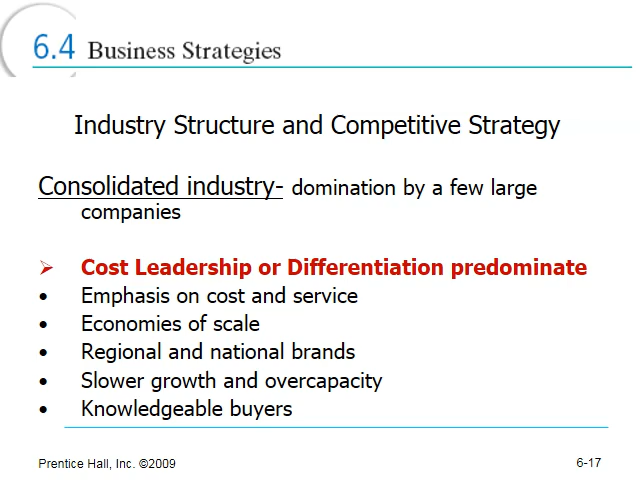 6.4 Business Strategies
Industry Structure and Competitive Strategy
Consolidated industry- domination by a few large
companies
➢ Cost Leadership or Differentiation predominate
• Emphasis on cost and service
• Economies of scale
• Regional and national brands
• Slower growth and overcapacity
• Knowledgeable buyers
Prentice Hall, Inc. ©2009
6-17